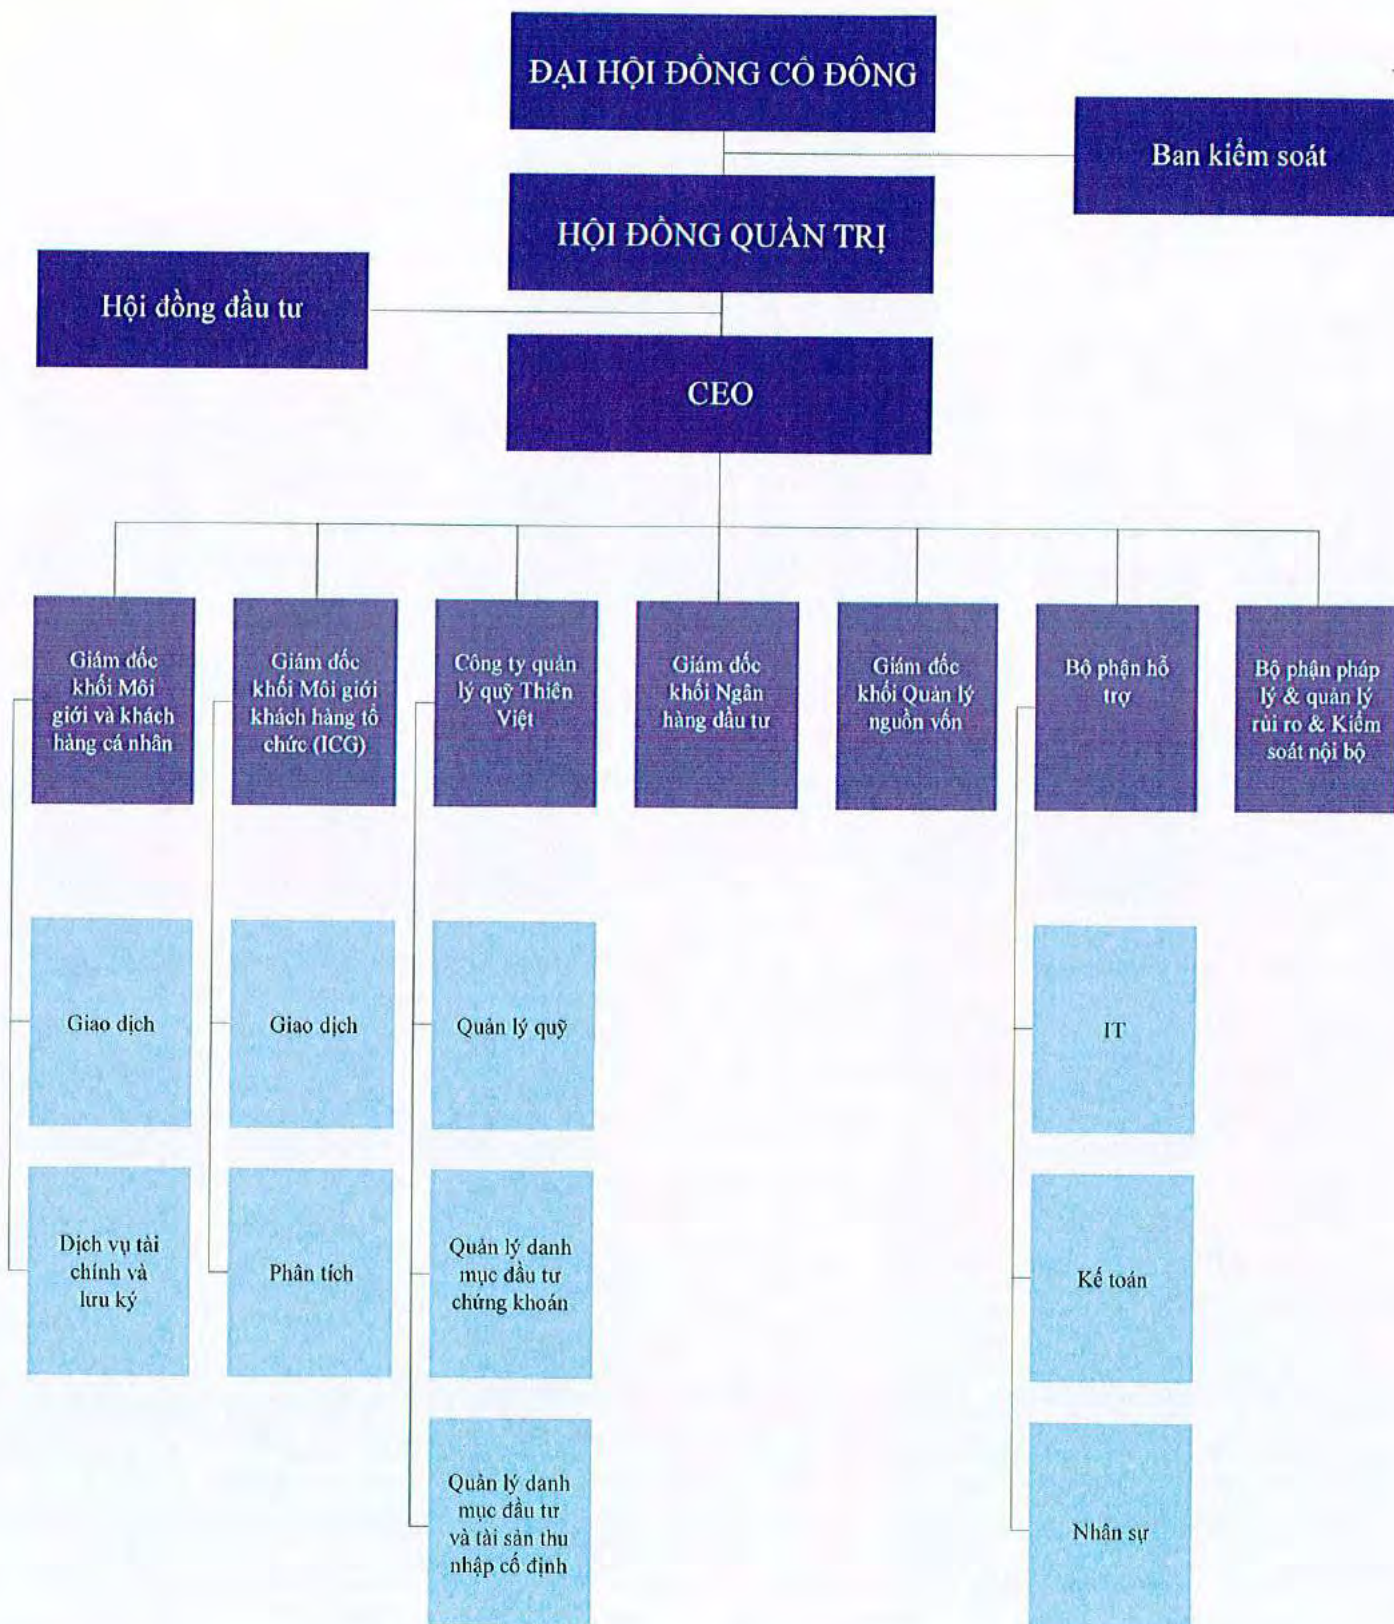 ĐẠI HỘI ĐỒNG CỔ ĐÔNG
Ban kiểm soát
HỘI ĐỒNG QUẢN TRỊ
Hội đồng đầu tư
CEO
Giám đốc
khối Môi
giới và khách
hàng cá nhân
Giám đốc
khối Môi giới
khách hàng tổ
chức (ICG)
Công ty quản
lý quỹ Thiên
Việt
Giám đốc
khối Ngân
hàng đầu tư
Giám đốc
khối Quản lý
nguồn vốn
Bộ phận hỗ
trợ
Bộ phận pháp
lý & quản lý
rủi ro & Kiểm
soát nội bộ
Giao dịch
Giao dịch
Quản lý quỹ
IT
Dịch vụ tài
chính và
lưu ký
Phân tích
Quản lý danh
mục đầu tư
chứng khoán
Kế toán
Quản lý danh
mục đầu tư
và tài sản thu
nhập cố định
Nhân sự